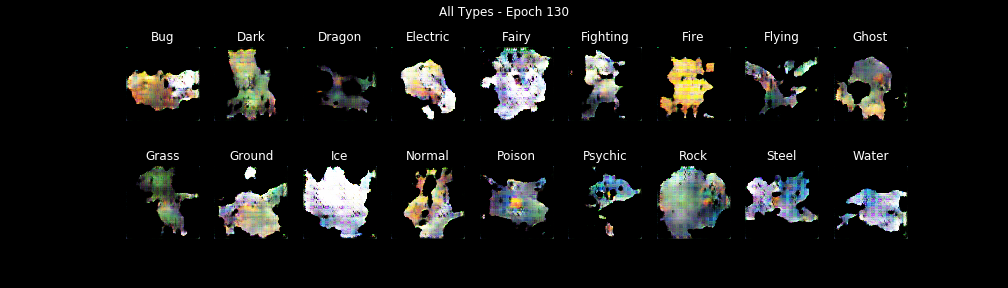 All Types - Epoch 130
Bug Dark Dragon Electric Fairy Fighting Fire Flying Ghost
Grass Ground Ice Normal Poison Psychic Rock Steel Water